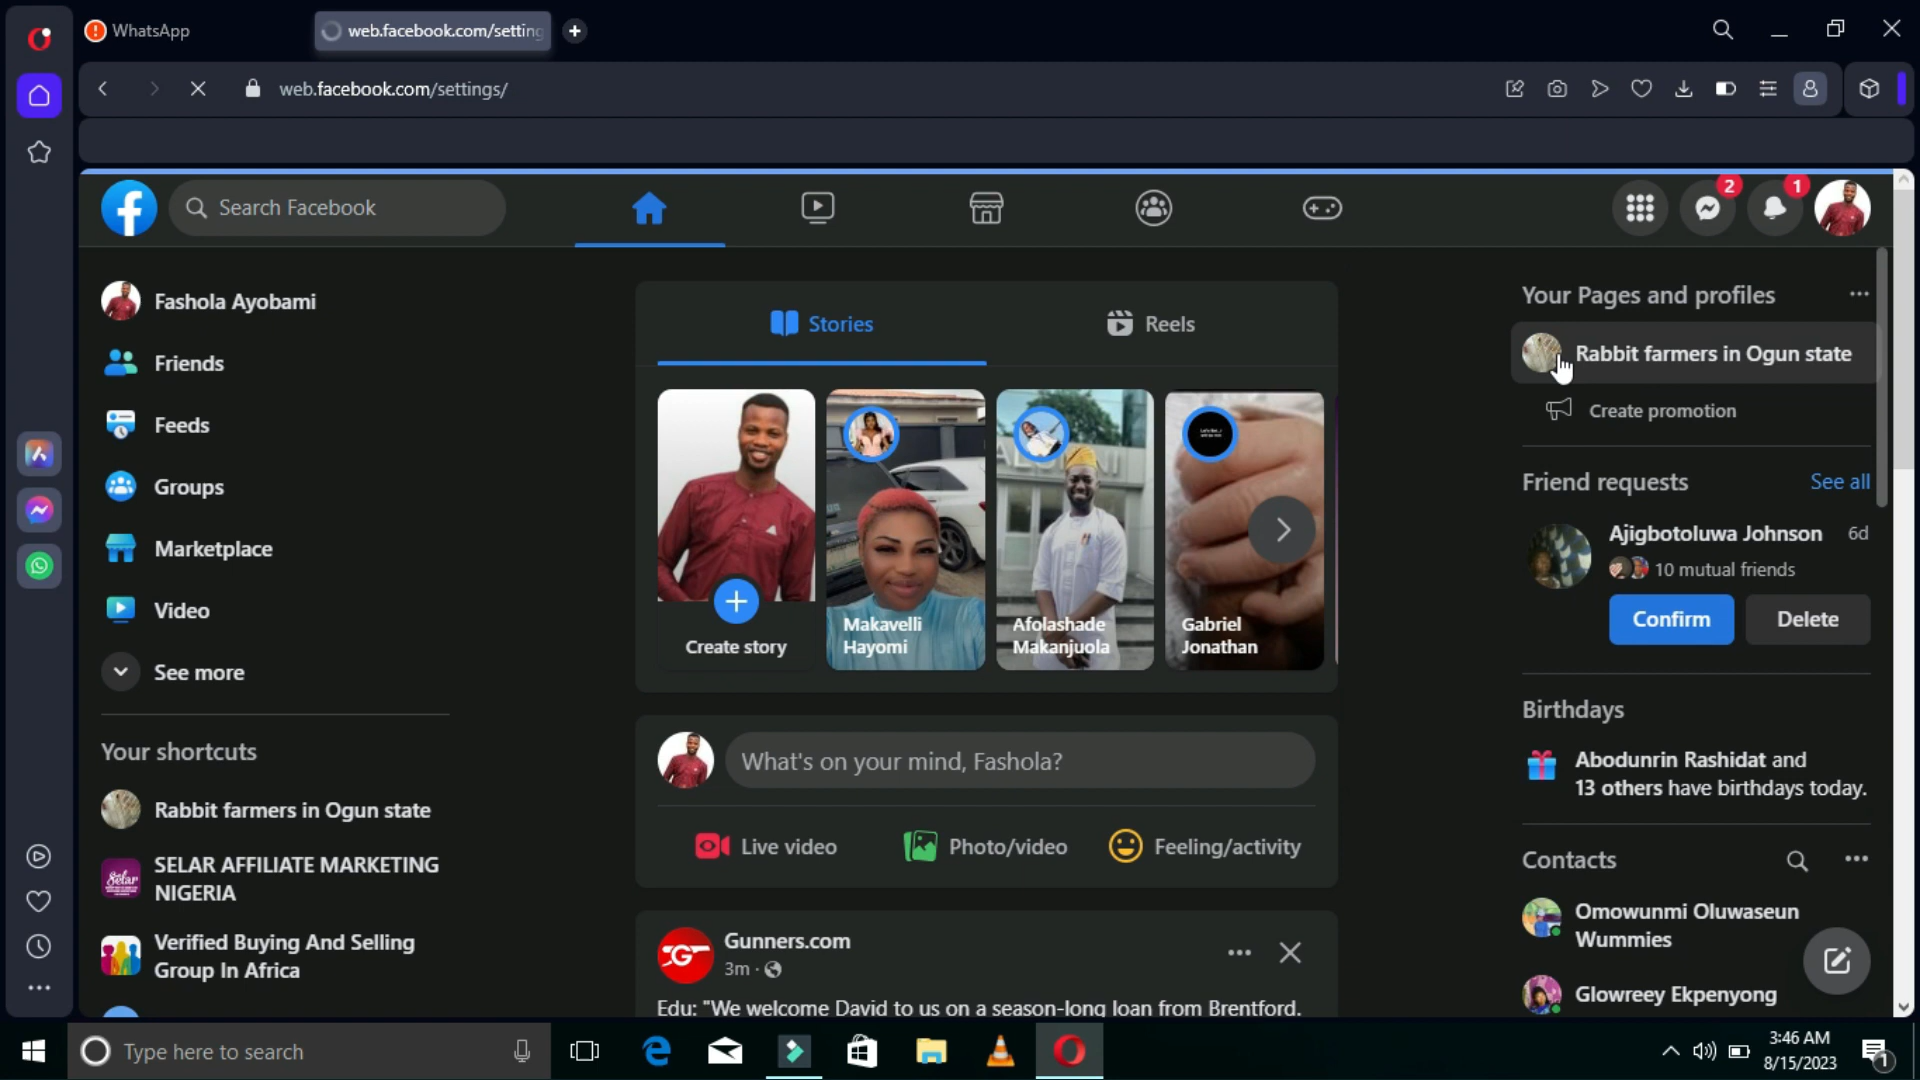 WhatsApp
web.facebook.com/setting
web.facebook.com/settings/
Search Facebook
2
1
Fashola Ayobami
Friends
Feeds
Groups
Marketplace
Video
See more
Your shortcuts
Rabbit farmers in Ogun state
SELAR AFFILIATE MARKETING
NIGERIA
Verified Buying And Selling
Group In Africa
Stories
Reels
Create story
Makavelli
Hayomi
Afolashade
Makanjuola
Gabriel
Jonathan
What's on your mind, Fashola?
Live video
Photo/video
Feeling/activity
Gunners.com
3m ·
Edu: "We welcome David to us on a season-long loan from Brentford.
Your Pages and profiles
Rabbit farmers in Ogun state
Create promotion
Friend requests
See all
Ajigbotoluwa Johnson 6d
10 mutual friends
Confirm
Delete
Birthdays
Abodunrin Rashidat and
13 others have birthdays today.
Contacts
Omowunmi Oluwaseun
Wummies
Glowreey Ekpenyong
Type here to search
3:46 AM
8/15/2023
1